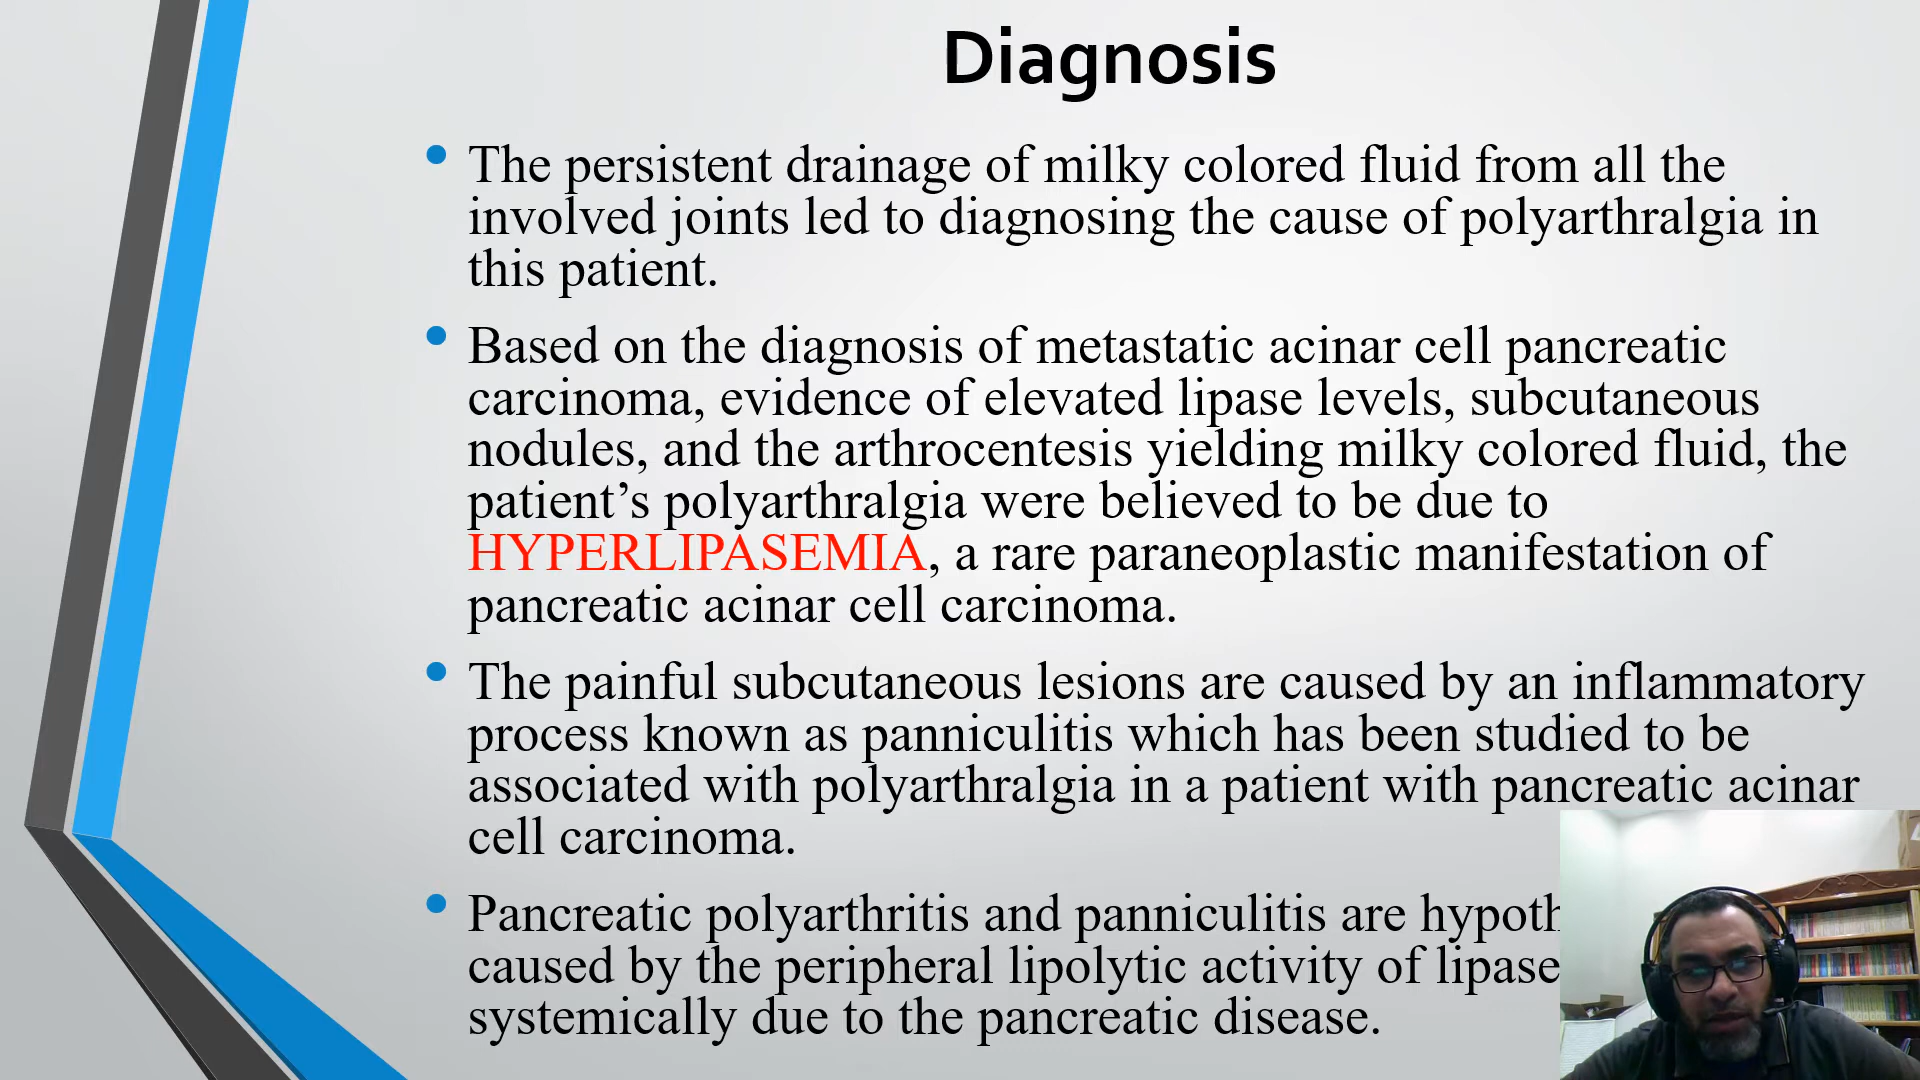 Diagnosis
• The persistent drainage of milky colored fluid from all the
involved joints led to diagnosing the cause of polyarthralgia in
this patient.
• Based on the diagnosis of metastatic acinar cell pancreatic
carcinoma, evidence of elevated lipase levels, subcutaneous
nodules, and the arthrocentesis yielding milky colored fluid, the
patient’s polyarthralgia were believed to be due to
HYPERLIPASEMIA, a rare paraneoplastic manifestation of
pancreatic acinar cell carcinoma.
• The painful subcutaneous lesions are caused by an inflammatory
process known as panniculitis which has been studied to be
associated with polyarthralgia in a patient with pancreatic acinar
cell carcinoma.
• Pancreatic polyarthritis and panniculitis are
caused by the peripheral lipolytic activity of lipase
systemically due to the pancreatic disease.